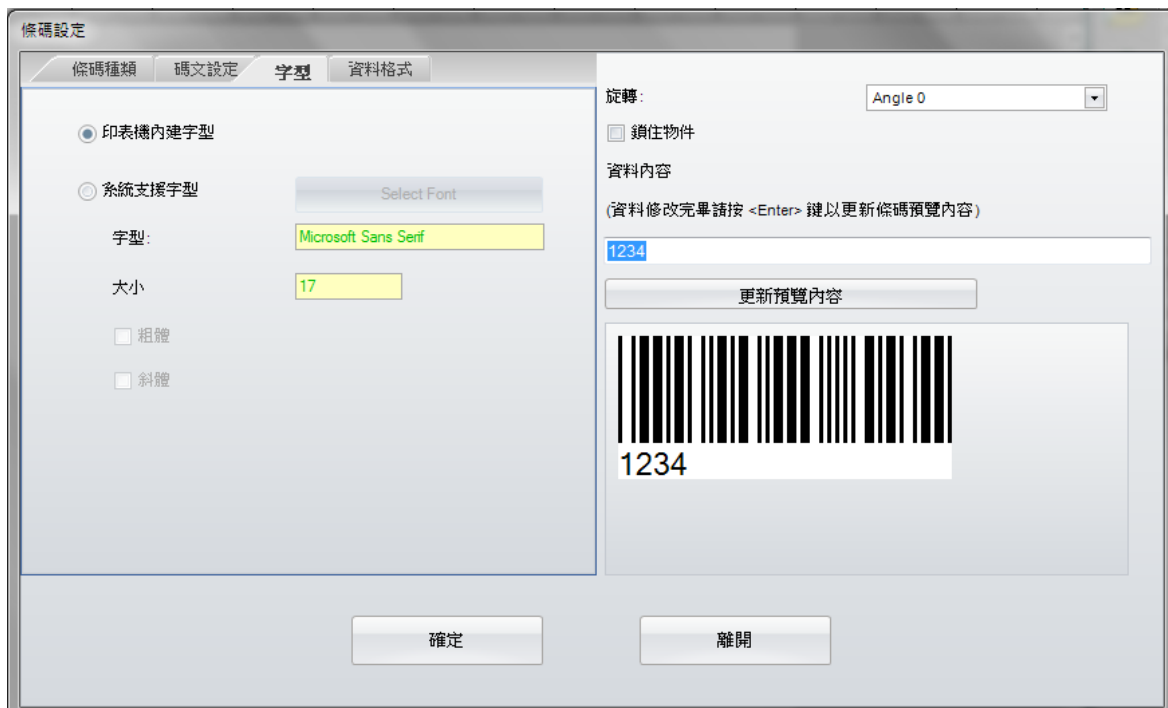 條碼設定
條碼種類 碼文設定 字型 資料格式
印表機內建字型
系統支援字型 Select Font
字型: Microsoft Sans Serif
大小 17
粗體
斜體
旋轉: Angle 0
鎖住物件
資料內容
(資料修改完畢請按 <Enter> 鍵以更新條碼預覽內容)
1234
更新預覽內容
1234
確定 離開